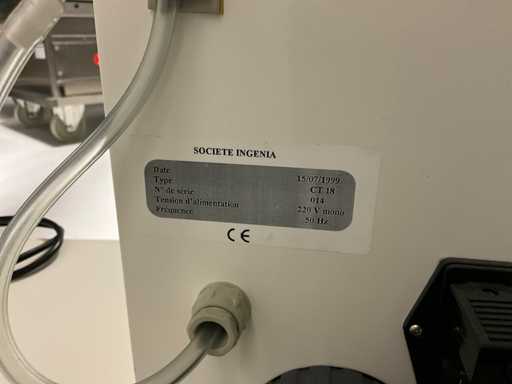 SOCIETE INGENIA
Date 15/07/1999
Type CT 18
N° de série 014
Tension d'alimentation 220 V mono
Fréquence 50 Hz
CE